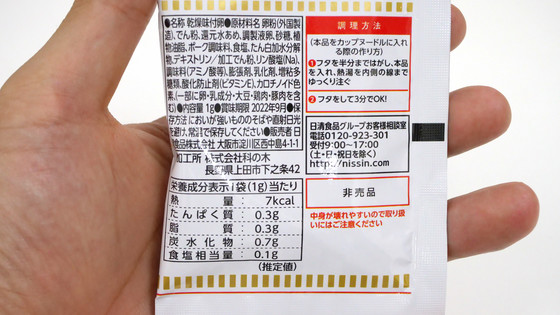 ●名称 乾燥味付卵●原材料名 卵粉(外国製
造)、でん粉、還元水あめ、調製液卵、砂糖、植
物油脂、ポーク調味料、食塩、たん白加水分解
物、デキストリン/加工でん粉、リン酸塩(Na)、
調味料(アミノ酸等)、膨張剤、乳化剤、増粘多
糖類、酸化防止剤(ビタミンE)、カロチノイド色
素、(一部に卵・乳成分・大豆・鶏肉・豚肉を含
む)●内容量 1g●賞味期限 2022年9月●保
存方法 においが強いもののそばや直射日光
を避け、常温で保存してください●販売者 日
清食品株式会社 大阪市淀川区西中島4-1-1
加工所 株式会社科の木
長野県上田市下之条42
栄養成分表示1袋(1g)当たり
熱量:7kcal
たんぱく質:0.3g
脂質:0.3g
炭水化物:0.7g
食塩相当量:0.1g
(推定値)
調理方法
(本品をカップヌードルに入れ
る際の作り方)
❶フタを半分まではがし、本品
を入れ、熱湯を内側の線まで
ゆっくり注ぐ
❷フタをして3分でOK!
日清食品グループお客様相談室
電話0120-923-301
受付9:00~17:00
(土・日・祝日を除く)
http://nissin.com/
非売品
中身が壊れやすいので取り扱
いにはご注意ください